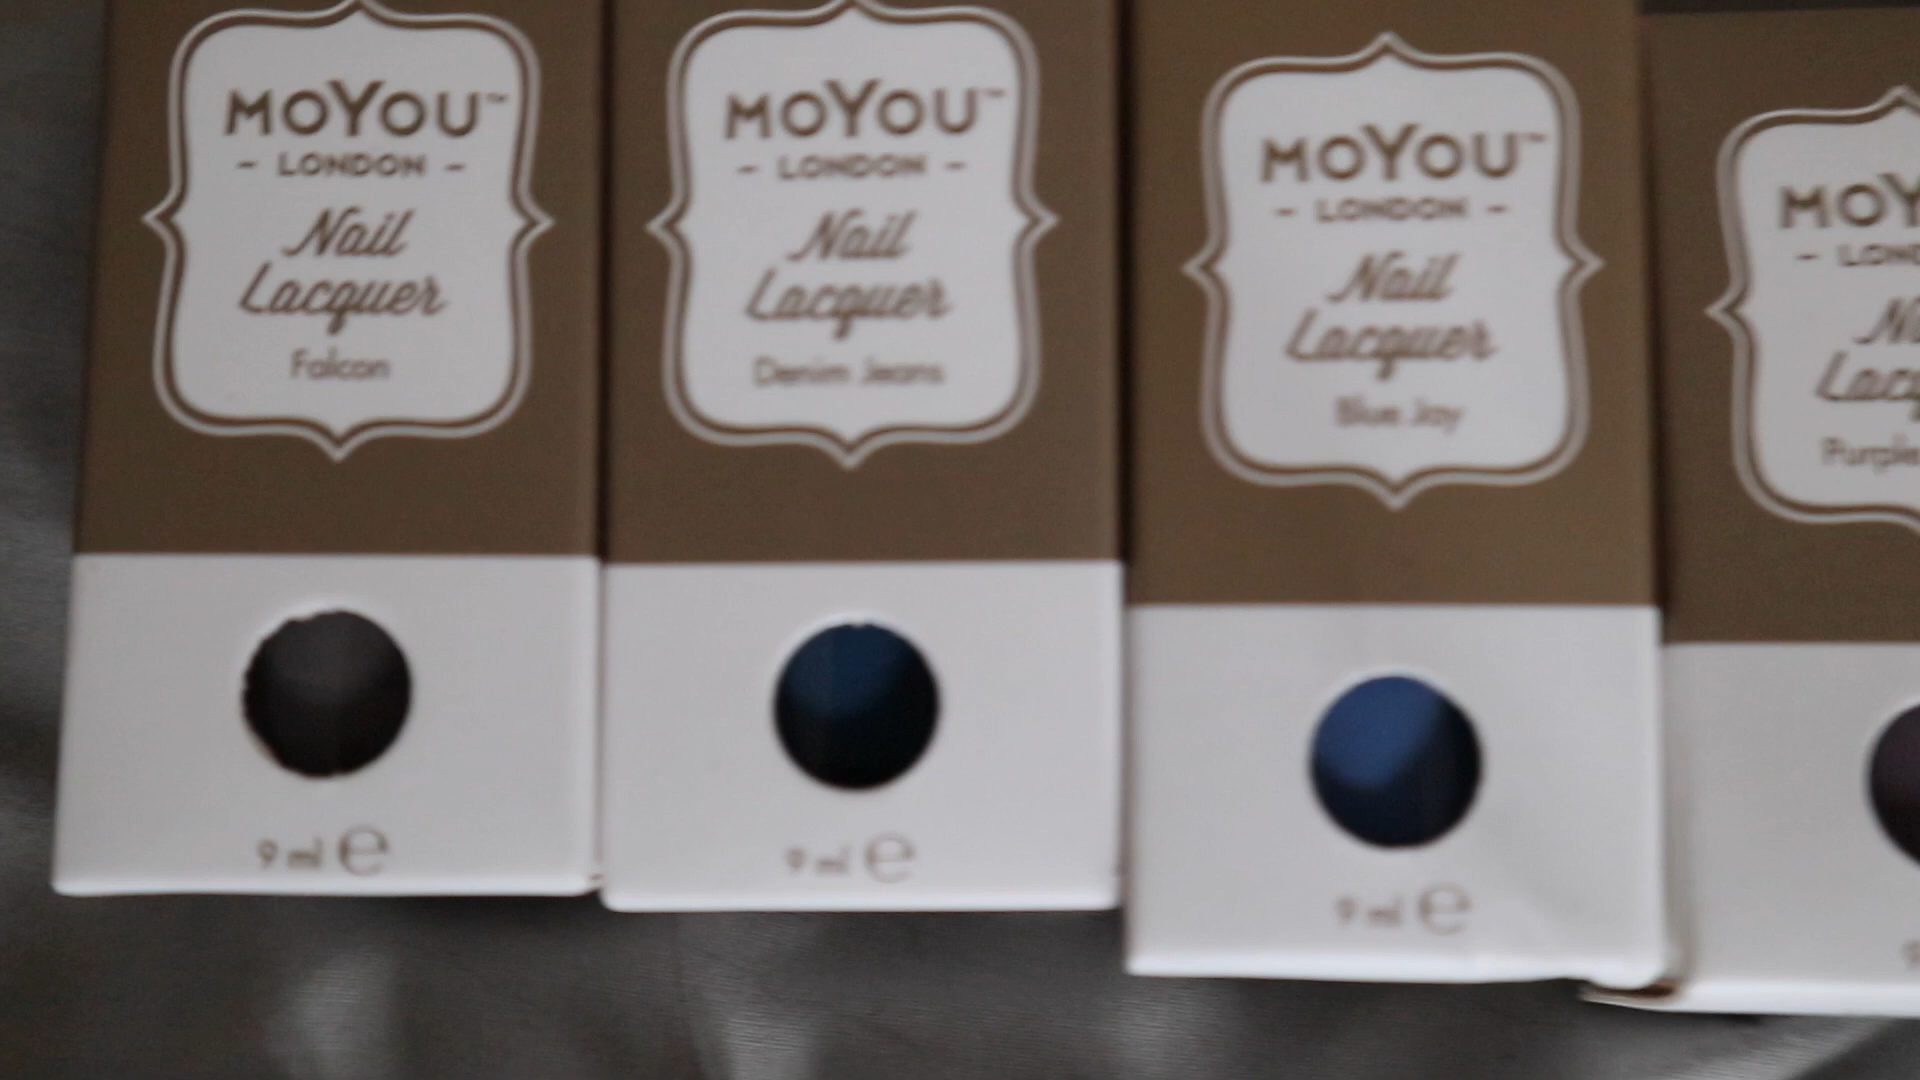 MOYOU™
- LONDON -
Nail
Lacquer
Falcon
9 ml e
MOYOU™
- LONDON -
Nail
Lacquer
Denim Jeans
9 ml e
MOYOU™
- LONDON -
Nail
Lacquer
Blue Jay
9 ml e
Purple